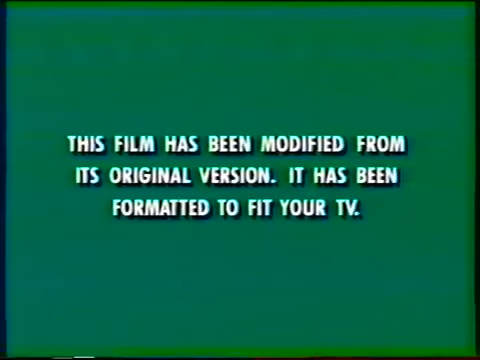 THIS FILM HAS BEEN MODIFIED FROM
ITS ORIGINAL VERSION. IT HAS BEEN
FORMATTED TO FIT YOUR TV.